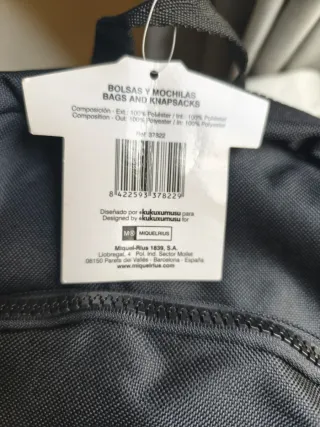 BOLSAS Y MOCHILAS
BAGS AND KNAPSACKS
Composición - Ext.: 100% Poliéster / Int.: 100% Poliéster
Composition - Out: 100% Polyester / In: 100% Polyester
Ref. 37822
8 422593 378229
Diseñado por kukuxumusu para
Designed by kukuxumusu for
MR MIQUELRIUS
Miquel-Rius 1839, S.A.
Llobregat, 4 Pol. Ind. Sector Mollet
08150 Parets del Vallès - Barcelona - España
www.miquelrius.com